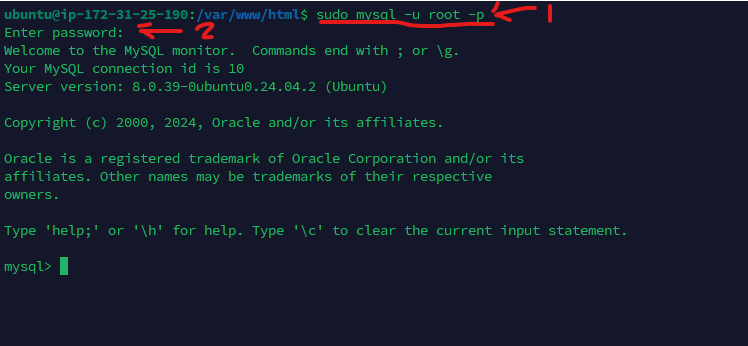 ubuntu@ip-172-31-25-190:/var/www/html$ sudo mysql -u root -p 1
Enter password: 2
Welcome to the MySQL monitor.  Commands end with ; or \g.
Your MySQL connection id is 10
Server version: 8.0.39-0ubuntu0.24.04.2 (Ubuntu)
Copyright (c) 2000, 2024, Oracle and/or its affiliates.
Oracle is a registered trademark of Oracle Corporation and/or its
affiliates. Other names may be trademarks of their respective
owners.
Type 'help;' or '\h' for help. Type '\c' to clear the current input statement.
mysql>